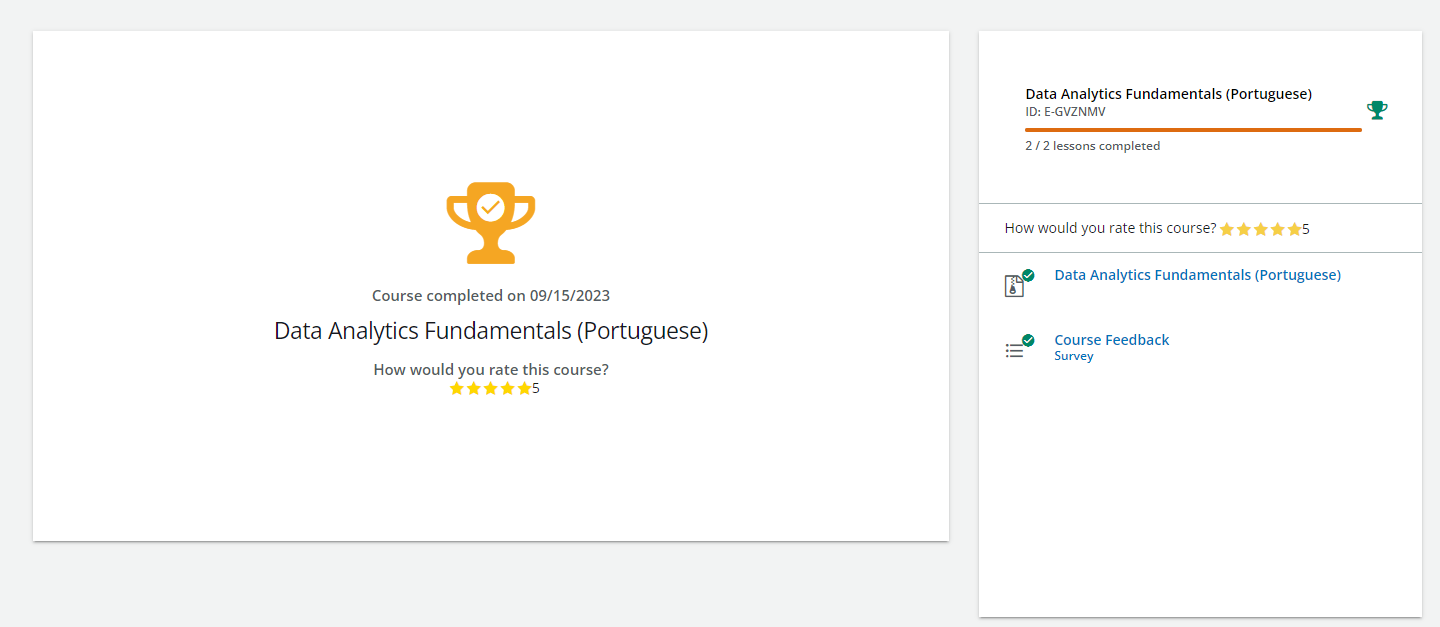 Course completed on 09/15/2023
Data Analytics Fundamentals (Portuguese)
How would you rate this course?
5
Data Analytics Fundamentals (Portuguese)
ID: E-GVZNMV
2 / 2 lessons completed
How would you rate this course? 5
Data Analytics Fundamentals (Portuguese)
Course Feedback
Survey